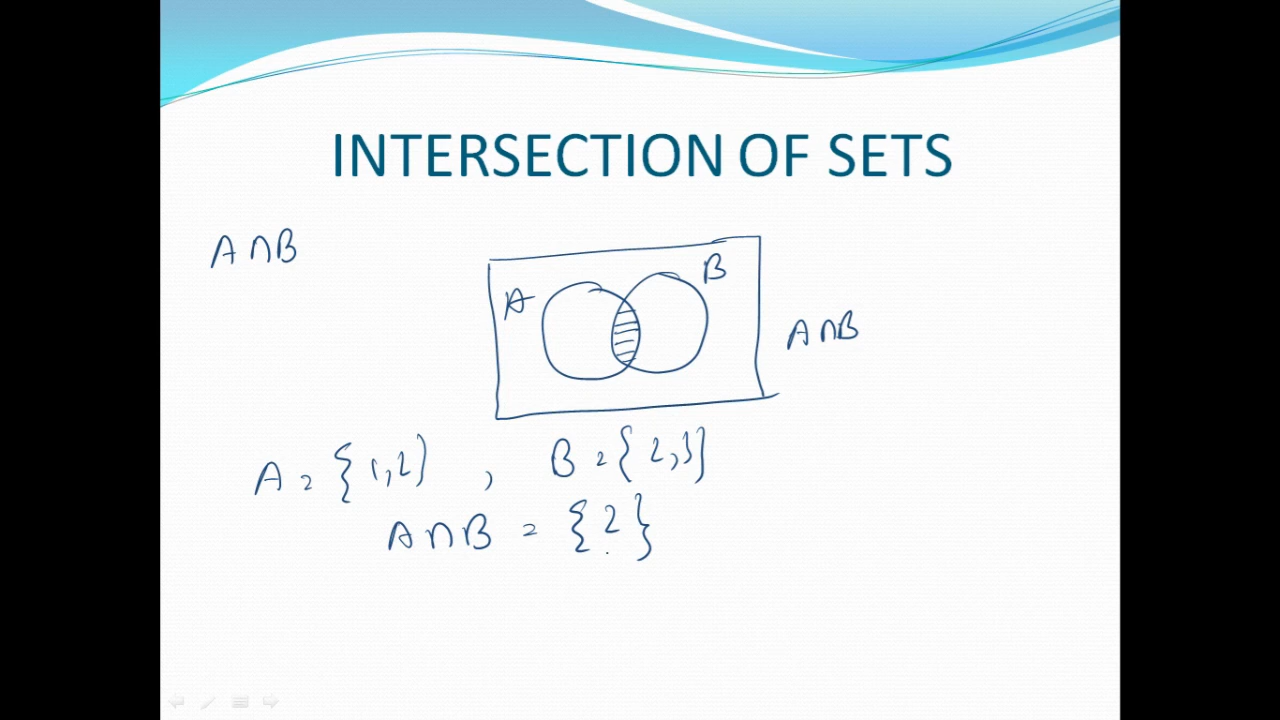 INTERSECTION OF SETS
A∩B
A
B
A∩B
A = {1,2} , B = {2,3}
A∩B = {2}